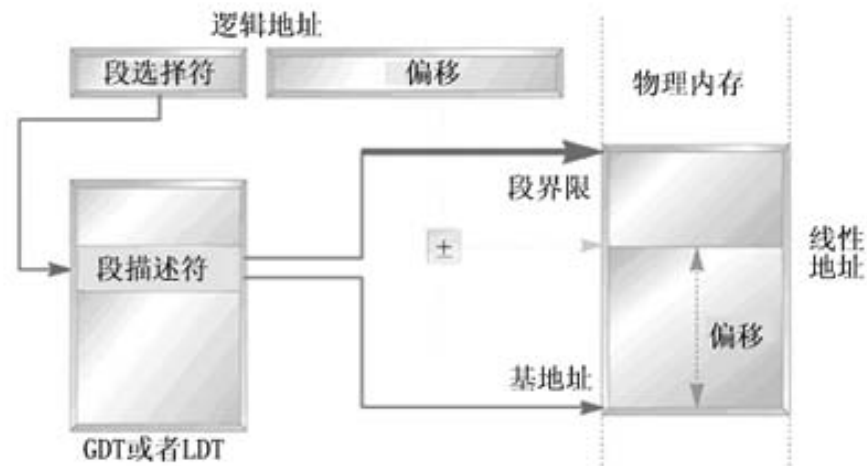 逻辑地址
段选择符
偏移
物理内存
段界限
±
线性
地址
段描述符
偏移
基地址
GDT或者LDT